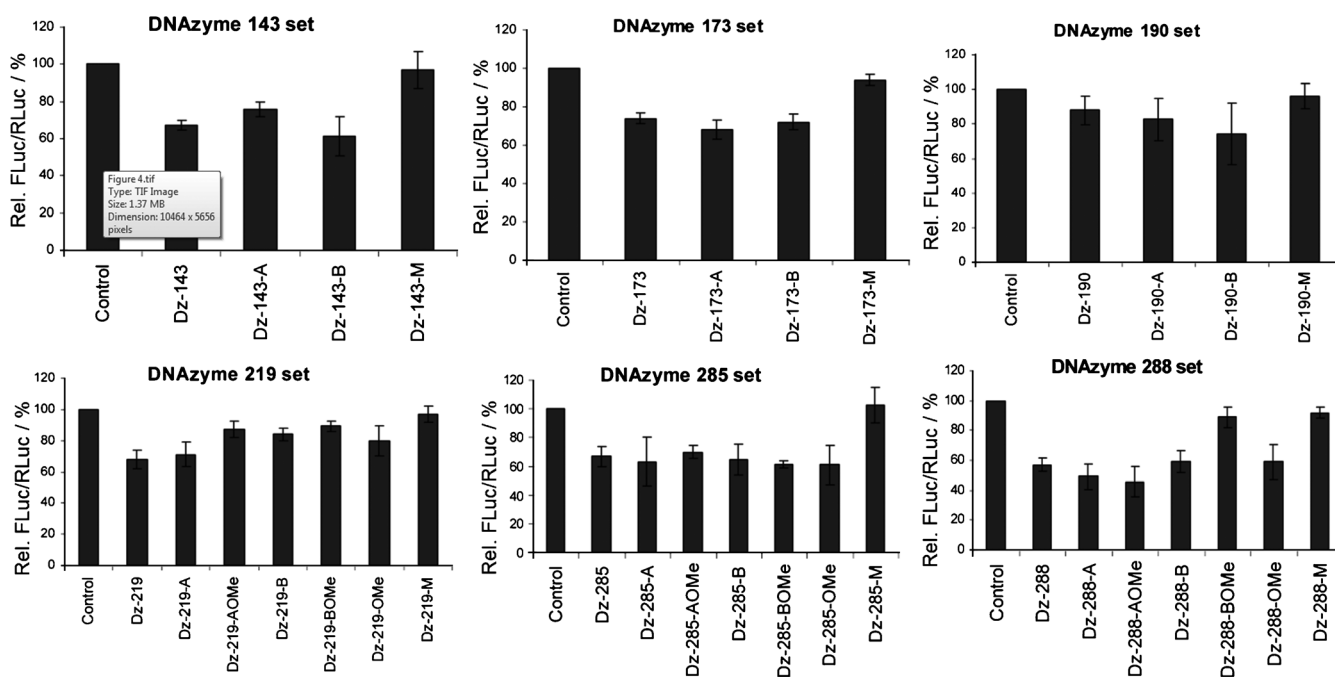 DNAzyme 143 set
Rel. FLuc/RLuc / %
120
100
80
60
40
20
0
Figure 4.tif
Type: TIF Image
Size: 1.37 MB
Dimension: 10464 x 5656
pixels
Control
Dz-143
Dz-143-A
Dz-143-B
Dz-143-M
DNAzyme 173 set
Rel. FLuc/RLuc / %
120
100
80
60
40
20
0
Control
Dz-173
Dz-173-A
Dz-173-B
Dz-173-M
DNAzyme 190 set
Rel. FLuc/RLuc / %
120
100
80
60
40
20
0
Control
Dz-190
Dz-190-A
Dz-190-B
Dz-190-M
DNAzyme 219 set
Rel. FLuc/RLuc / %
120
100
80
60
40
20
0
Control
Dz-219
Dz-219-A
Dz-219-AOMe
Dz-219-B
Dz-219-BOMe
Dz-219-OMe
Dz-219-M
DNAzyme 285 set
Rel. FLuc/RLuc / %
120
100
80
60
40
20
0
Control
Dz-285
Dz-285-A
Dz-285-AOMe
Dz-285-B
Dz-285-BOMe
Dz-285-OMe
Dz-285-M
DNAzyme 288 set
Rel. FLuc/RLuc / %
120
100
80
60
40
20
0
Control
Dz-288
Dz-288-A
Dz-288-AOMe
Dz-288-B
Dz-288-BOMe
Dz-288-OMe
Dz-288-M